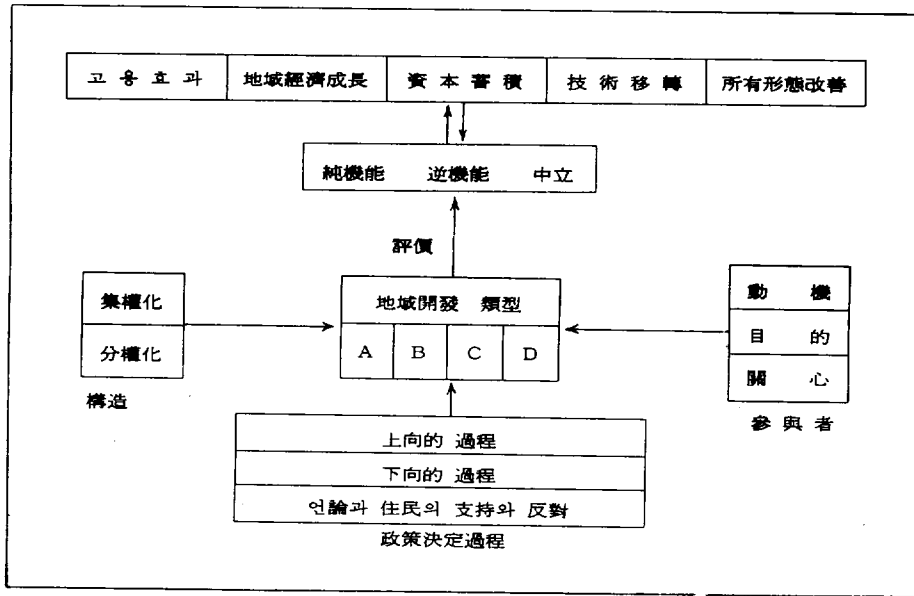 고 용 효 과 地域經濟成長 資 本 蓄 積 技 術 移 轉 所有形態改善
純機能 逆機能 中立
評價
集權化
分權化
構造
地域開發 類型
A B C D
動 機
目 的
關 心
參 與 者
上向的 過程
下向的 過程
언論과 住民의 支持와 反對
政策決定過程